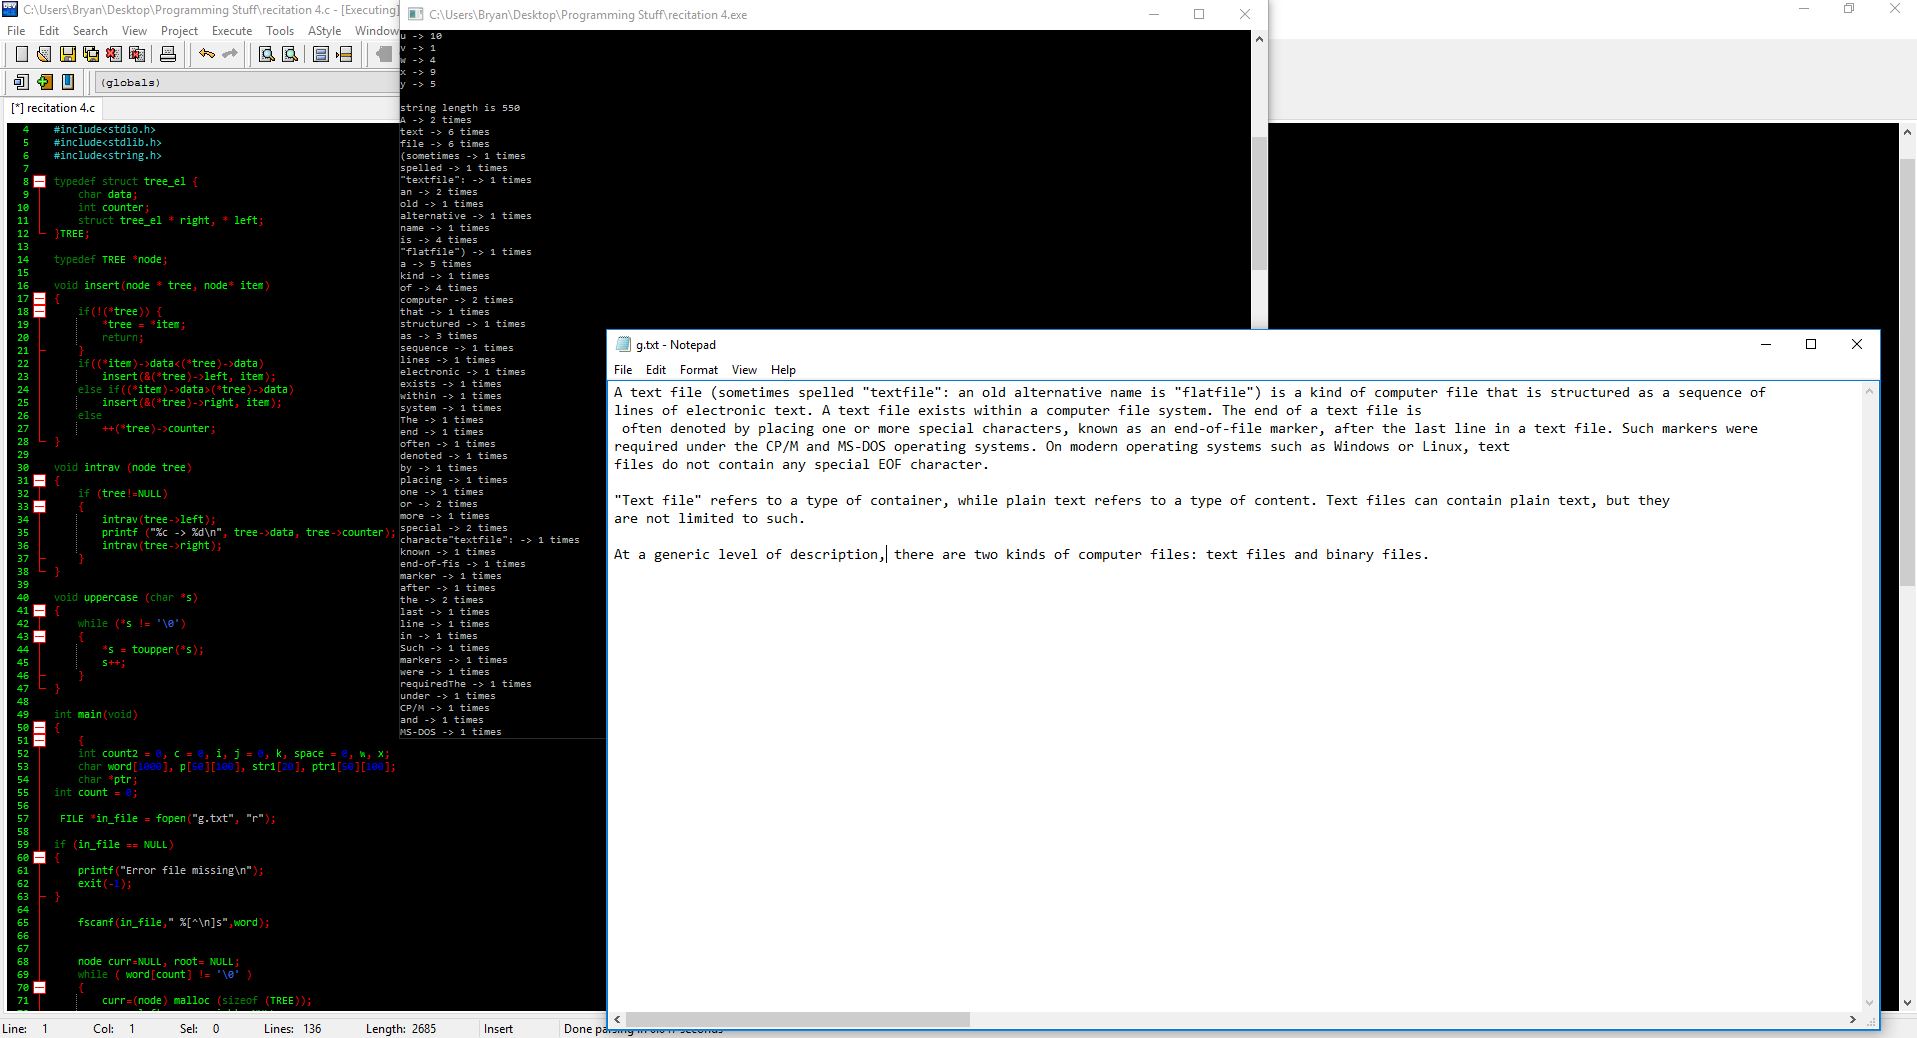 C:\Users\Bryan\Desktop\Programming Stuff\recitation 4.c - [Executing]
File Edit Search View Project Execute Tools AStyle Window
(globals)
[*] recitation 4.c
4 #include<stdio.h>
5 #include<stdlib.h>
6 #include<string.h>
7
8 typedef struct tree_el {
9 char data;
10 int counter;
11 struct tree_el * right, * left;
12 }TREE;
13
14 typedef TREE *node;
15
16 void insert(node * tree, node* item)
17 {
18 if(!(*tree)) {
19 *tree = *item;
20 return;
21 }
22 if((*item)->data<(*tree)->data)
23 insert(&(*tree)->left, item);
24 else if((*item)->data>(*tree)->data)
25 insert(&(*tree)->right, item);
26 else
27 ++(*tree)->counter;
28 }
29
30 void intrav (node tree)
31 {
32 if (tree!=NULL)
33 {
34 intrav(tree->left);
35 printf ("%c -> %d\n", tree->data, tree->counter);
36 intrav(tree->right);
37 }
38 }
39
40 void uppercase (char *s)
41 {
42 while (*s != '\0')
43 {
44 *s = toupper(*s);
45 s++;
46 }
47 }
48
49 int main(void)
50 {
51 {
52 int count2 = 0, c = 0, i, j = 0, k, space = 0, w, x;
53 char word[1000], p[50][100], str1[20], ptr1[50][100];
54 char *ptr;
55 int count = 0;
56
57 FILE *in_file = fopen("g.txt", "r");
58
59 if (in_file == NULL)
60 {
61 printf("Error file missing\n");
62 exit(-1);
63 }
64
65 fscanf(in_file," %[^\n]s",word);
66
67
68 node curr=NULL, root= NULL;
69 while ( word[count] != '\0' )
70 {
71 curr=(node) malloc (sizeof (TREE));
Line: 1 Col: 1 Sel: 0 Lines: 136 Length: 2685 Insert Done parsing in seconds
C:\Users\Bryan\Desktop\Programming Stuff\recitation 4.exe
u -> 10
v -> 1
w -> 4
x -> 9
y -> 5
string length is 550
A -> 2 times
text -> 6 times
file -> 6 times
(sometimes -> 1 times
spelled -> 1 times
"textfile": -> 1 times
an -> 2 times
old -> 1 times
alternative -> 1 times
name -> 1 times
is -> 4 times
"flatfile") -> 1 times
a -> 5 times
kind -> 1 times
of -> 4 times
computer -> 2 times
that -> 1 times
structured -> 1 times
as -> 3 times
sequence -> 1 times
lines -> 1 times
electronic -> 1 times
exists -> 1 times
within -> 1 times
system -> 1 times
The -> 1 times
end -> 1 times
often -> 1 times
denoted -> 1 times
by -> 1 times
placing -> 1 times
one -> 1 times
or -> 2 times
more -> 1 times
special -> 2 times
characte"textfile": -> 1 times
known -> 1 times
end-of-fis -> 1 times
marker -> 1 times
after -> 1 times
the -> 2 times
last -> 1 times
line -> 1 times
in -> 1 times
Such -> 1 times
markers -> 1 times
were -> 1 times
requiredThe -> 1 times
under -> 1 times
CP/M -> 1 times
and -> 1 times
MS-DOS -> 1 times
g.txt - Notepad
File Edit Format View Help
A text file (sometimes spelled "textfile": an old alternative name is "flatfile") is a kind of computer file that is structured as a sequence of
lines of electronic text. A text file exists within a computer file system. The end of a text file is
often denoted by placing one or more special characters, known as an end-of-file marker, after the last line in a text file. Such markers were
required under the CP/M and MS-DOS operating systems. On modern operating systems such as Windows or Linux, text
files do not contain any special EOF character.
"Text file" refers to a type of container, while plain text refers to a type of content. Text files can contain plain text, but they
are not limited to such.
At a generic level of description, there are two kinds of computer files: text files and binary files.